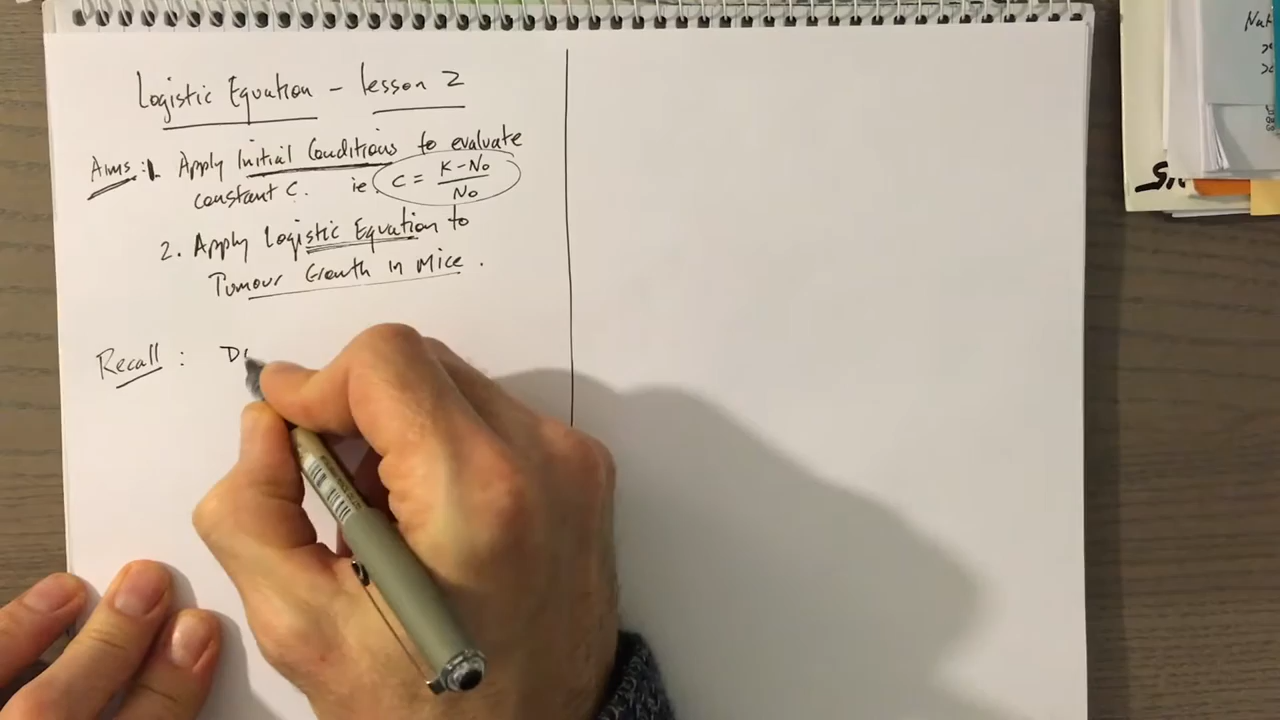 Logistic Equation - lesson 2
Aims: 1. Apply Initial Conditions to evaluate
constant C. ie. C = K-No / No
2. Apply Logistic Equation to
Tumour Growth in Mice.
Recall :